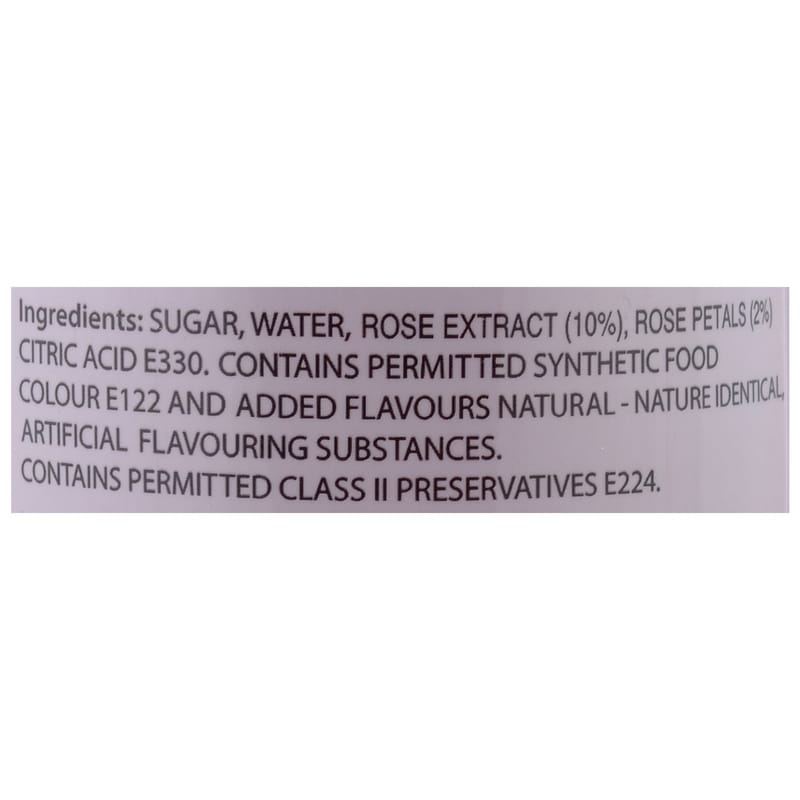 Ingredients: SUGAR, WATER, ROSE EXTRACT (10%), ROSE PETALS (2%)
CITRIC ACID E330. CONTAINS PERMITTED SYNTHETIC FOOD
COLOUR E122 AND ADDED FLAVOURS NATURAL - NATURE IDENTICAL,
ARTIFICIAL FLAVOURING SUBSTANCES.
CONTAINS PERMITTED CLASS II PRESERVATIVES E224.